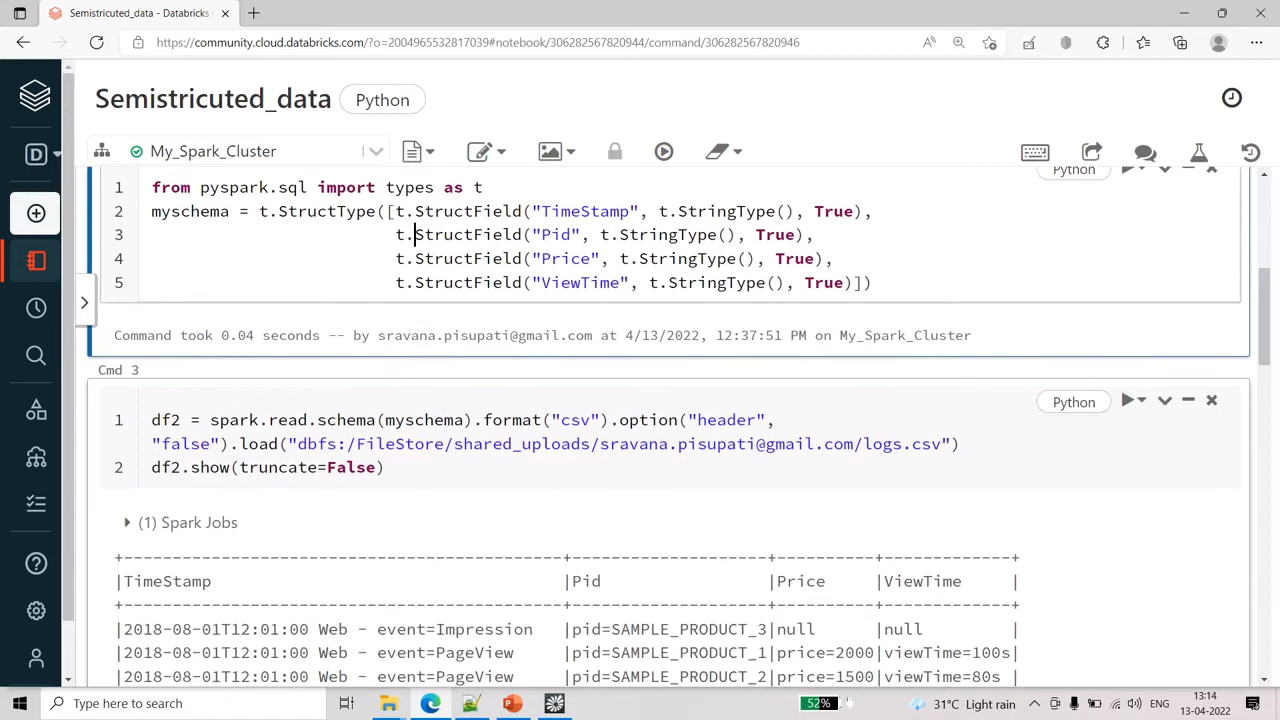 Semistricuted_data - Databricks
https://community.cloud.databricks.com/?o=2004965532817039#notebook/306282567820944/command/306282567820946
Semistricuted_data
Python
D
My_Spark_Cluster
Python
1 from pyspark.sql import types as t
2 myschema = t.StructType([t.StructField("TimeStamp", t.StringType(), True),
3 t.StructField("Pid", t.StringType(), True),
4 t.StructField("Price", t.StringType(), True),
5 t.StructField("ViewTime", t.StringType(), True)])
Command took 0.04 seconds -- by sravana.pisupati@gmail.com at 4/13/2022, 12:37:51 PM on My_Spark_Cluster
Cmd 3
Python
1 df2 = spark.read.schema(myschema).format("csv").option("header",
"false").load("dbfs:/FileStore/shared_uploads/sravana.pisupati@gmail.com/logs.csv")
2 df2.show(truncate=False)
(1) Spark Jobs
|TimeStamp |Pid |Price |ViewTime |
|2018-08-01T12:01:00 Web - event=Impression |pid=SAMPLE_PRODUCT_3|null |null |
|2018-08-01T12:01:00 Web - event=PageView |pid=SAMPLE_PRODUCT_1|price=2000|viewTime=100s|
|2018-08-01T12:01:00 Web - event=PageView |pid=SAMPLE_PRODUCT_2|price=1500|viewTime=80s |
Type here to search
52%
31°C Light rain
13:14
13-04-2022